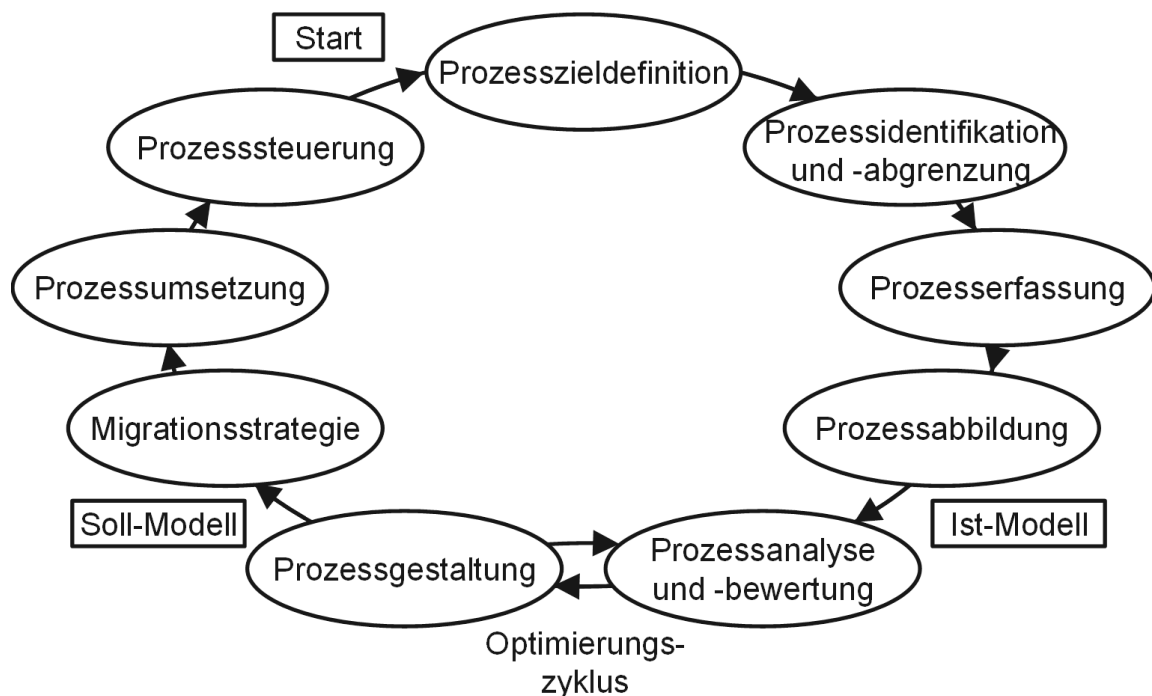 Start
Prozesszieldefinition
Prozessidentifikation
und -abgrenzung
Prozesserfassung
Prozessabbildung
Ist-Modell
Prozessanalyse
und -bewertung
Optimierungs-
zyklus
Prozessgestaltung
Soll-Modell
Migrationsstrategie
Prozessumsetzung
Prozesssteuerung